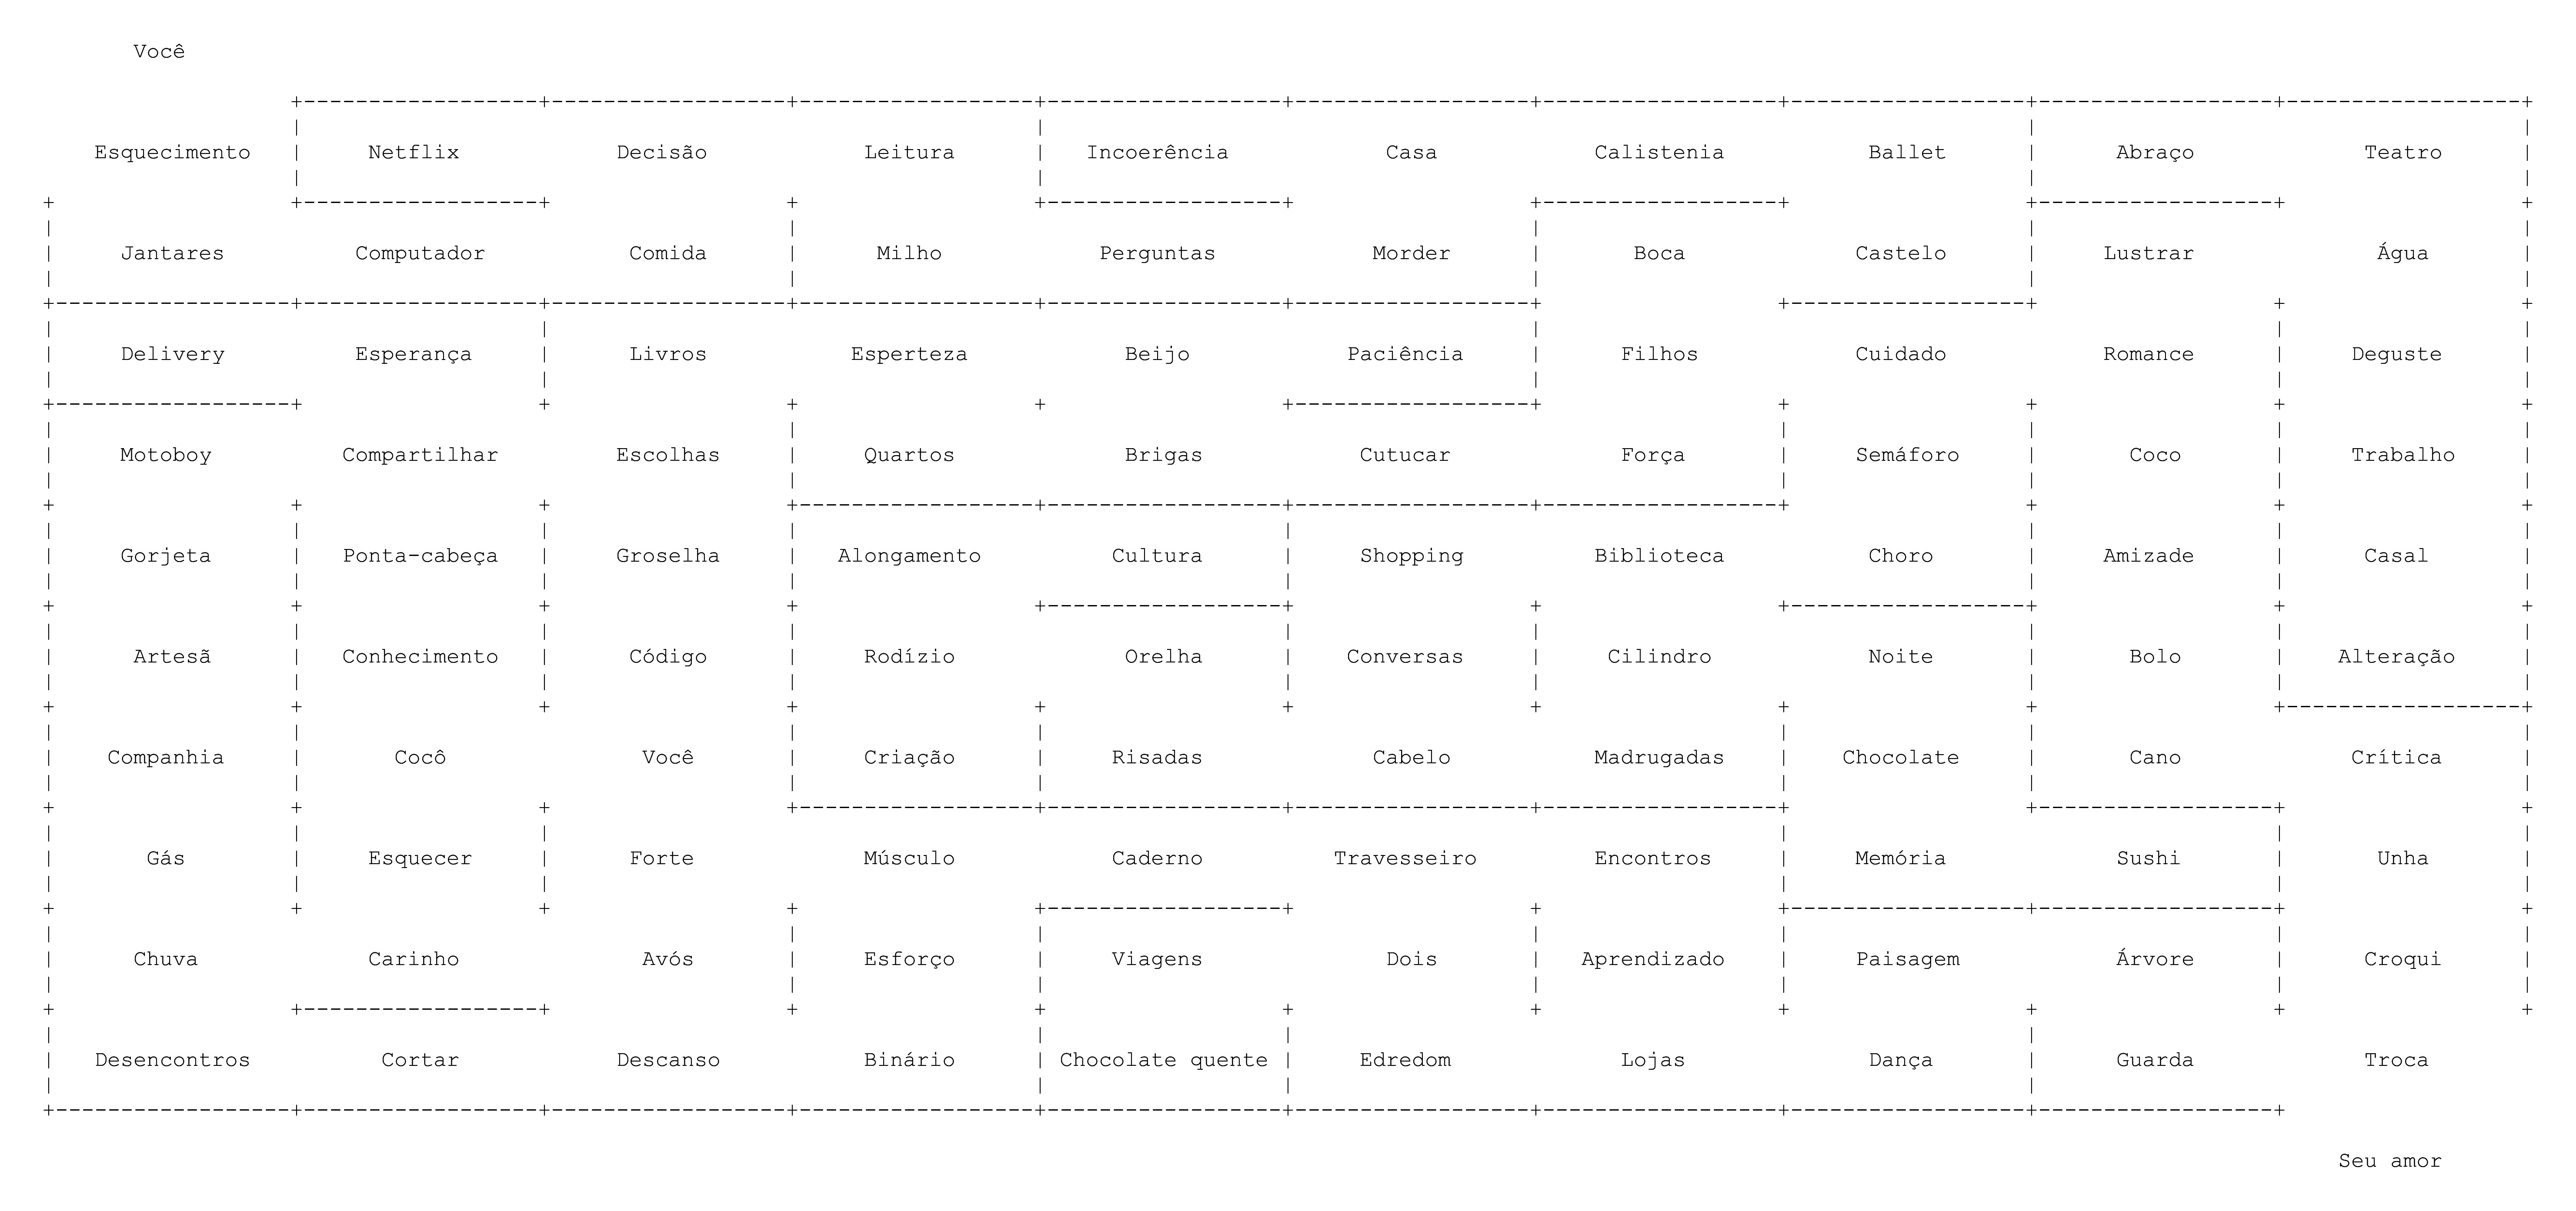 Você
Esquecimento Netflix Decisão Leitura Incoerência Casa Calistenia Ballet Abraço Teatro
Jantares Computador Comida Milho Perguntas Morder Boca Castelo Lustrar Água
Delivery Esperança Livros Esperteza Beijo Paciência Filhos Cuidado Romance Deguste
Motoboy Compartilhar Escolhas Quartos Brigas Cutucar Força Semáforo Coco Trabalho
Gorjeta Ponta-cabeça Groselha Alongamento Cultura Shopping Biblioteca Choro Amizade Casal
Artesã Conhecimento Código Rodízio Orelha Conversas Cilindro Noite Bolo Alteração
Companhia Cocô Você Criação Risadas Cabelo Madrugadas Chocolate Cano Crítica
Gás Esquecer Forte Músculo Caderno Travesseiro Encontros Memória Sushi Unha
Chuva Carinho Avós Esforço Viagens Dois Aprendizado Paisagem Árvore Croqui
Desencontros Cortar Descanso Binário Chocolate quente Edredom Lojas Dança Guarda Troca
Seu amor